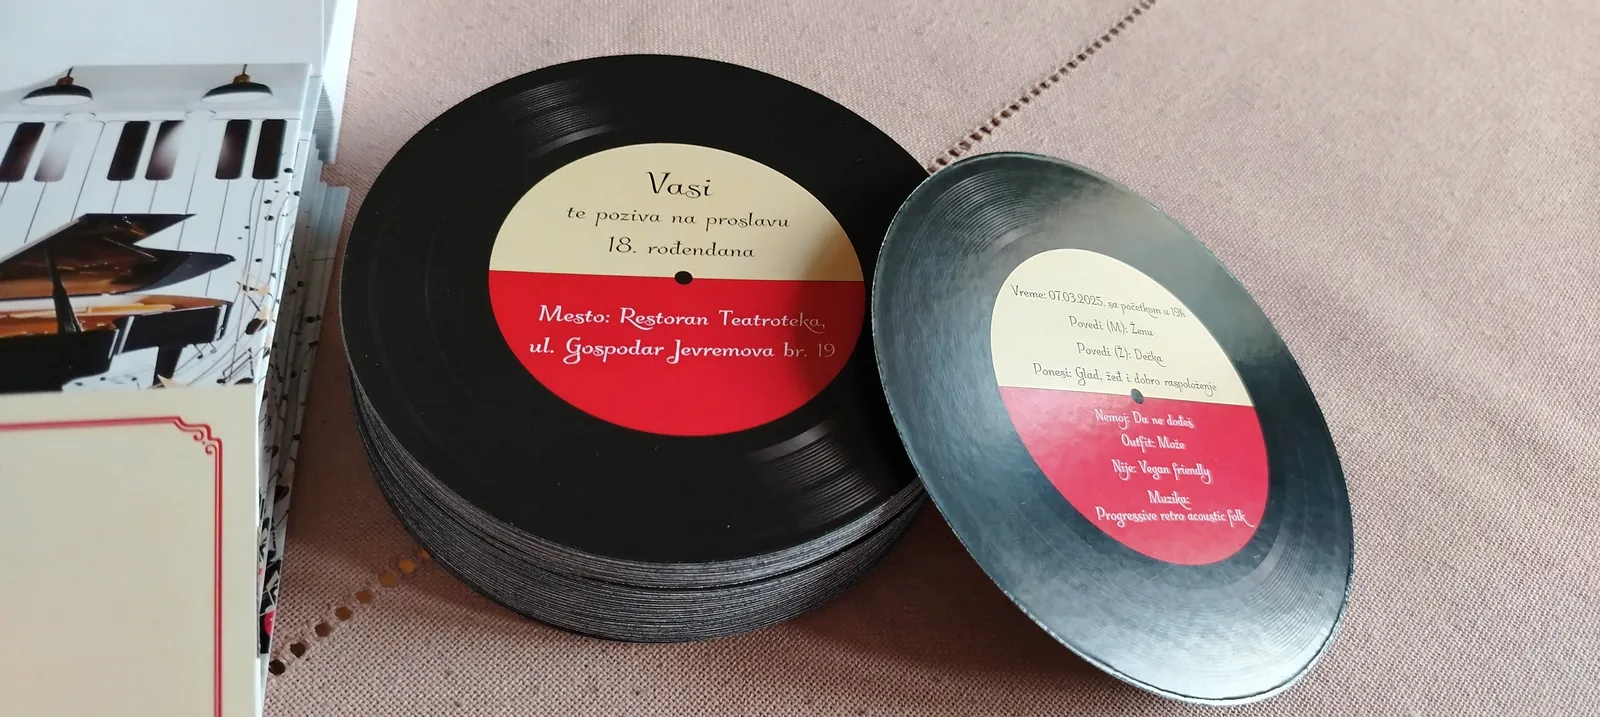 Vasi
te poziva na proslavu
18. rođendana
Mesto: Restoran Teatroteka,
ul. Gospodar Jevremova br. 19
Vreme: 07.03.2025. sa početkom u 19h
Povedi (M): Ženu
Povedi (Ž): Dečka
Ponesi: Glad, žeđ i dobro raspoloženje
Nemoj: Da ne dođeš
Outfit: Može
Nije: Vegan friendly
Muzika:
Progressive retro acoustic folk